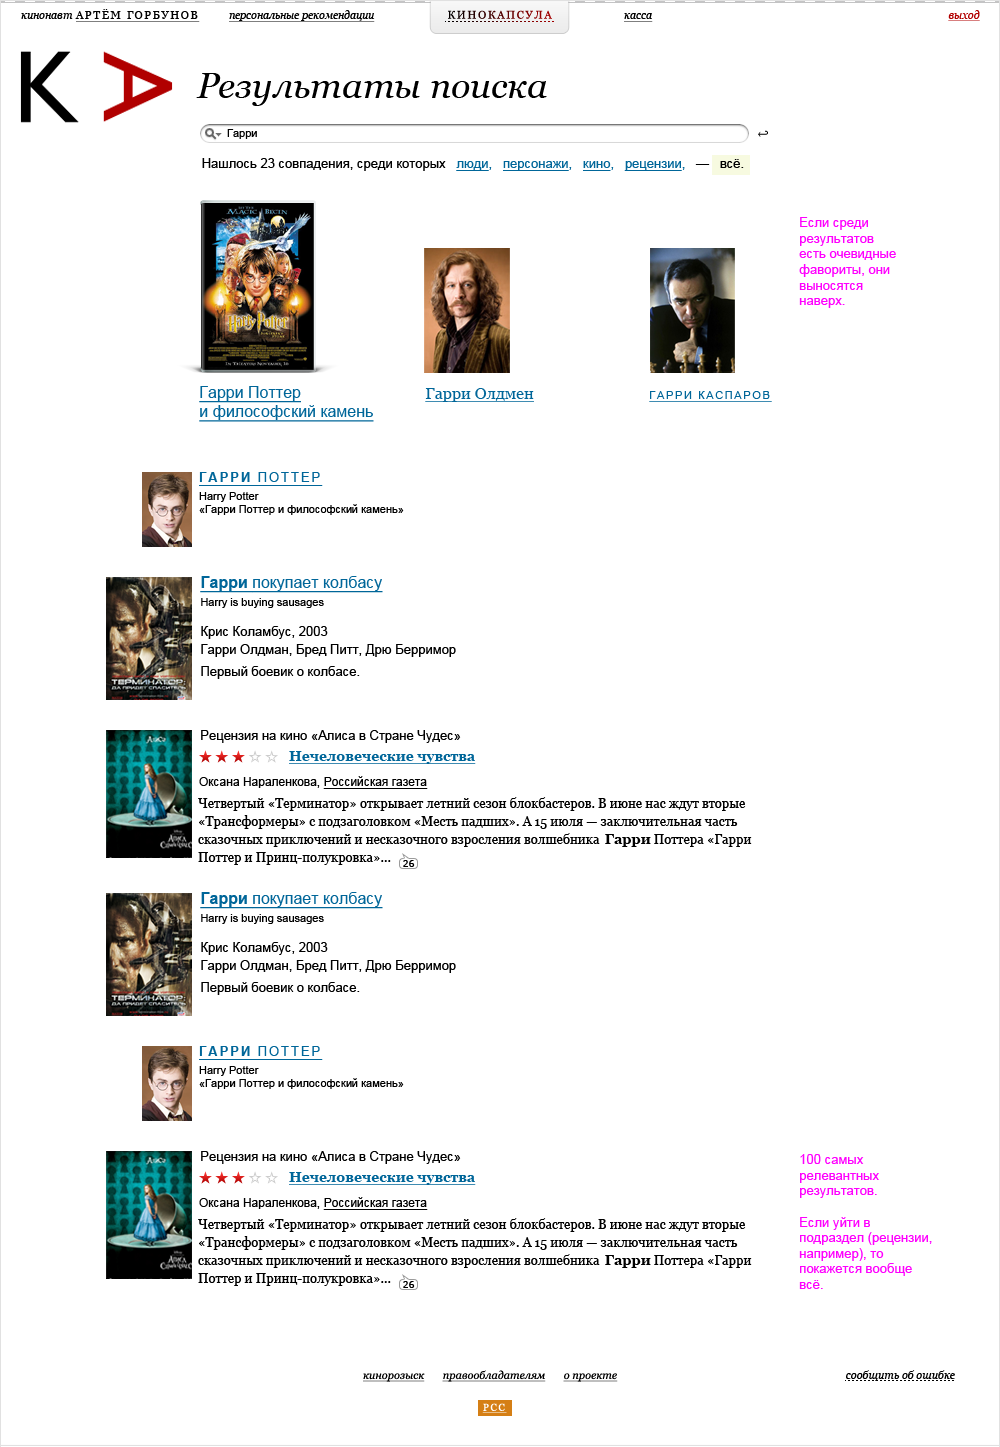 кинонавт АРТЁМ ГОРБУНОВ персональные рекомендации КИНОКАПСУЛА касса выход
К А
Результаты поиска
Гарри
Нашлось 23 совпадения, среди которых люди, персонажи, кино, рецензии, — всё.
Если среди
результатов
есть очевидные
фавориты, они
выносятся
наверх.
Harry Potter
Гарри Поттер
и философский камень
Гарри Олдмен
ГАРРИ КАСПАРОВ
ГАРРИ ПОТТЕР
Harry Potter
«Гарри Поттер и философский камень»
Гарри покупает колбасу
Harry is buying sausages
Крис Коламбус, 2003
Гарри Олдман, Бред Питт, Дрю Берримор
Первый боевик о колбасе.
ТЕРМИНАТОР
ДА ПРИДЕТ СПАСИТЕЛЬ
Рецензия на кино «Алиса в Стране Чудес»
Нечеловеческие чувства
Оксана Нараленкова, Российская газета
Четвертый «Терминатор» открывает летний сезон блокбастеров. В июне нас ждут вторые
«Трансформеры» с подзаголовком «Месть падших». А 15 июля — заключительная часть
сказочных приключений и несказочного взросления волшебника Гарри Поттера «Гарри
Поттер и Принц-полукровка»... 26
Гарри покупает колбасу
Harry is buying sausages
Крис Коламбус, 2003
Гарри Олдман, Бред Питт, Дрю Берримор
Первый боевик о колбасе.
ТЕРМИНАТОР
ДА ПРИДЕТ СПАСИТЕЛЬ
ГАРРИ ПОТТЕР
Harry Potter
«Гарри Поттер и философский камень»
Рецензия на кино «Алиса в Стране Чудес»
Нечеловеческие чувства
Оксана Нараленкова, Российская газета
Четвертый «Терминатор» открывает летний сезон блокбастеров. В июне нас ждут вторые
«Трансформеры» с подзаголовком «Месть падших». А 15 июля — заключительная часть
сказочных приключений и несказочного взросления волшебника Гарри Поттера «Гарри
Поттер и Принц-полукровка»... 26
100 самых
релевантных
результатов.
Если уйти в
подраздел (рецензии,
например), то
покажется вообще
всё.
кинорозыск правообладателям о проекте сообщить об ошибке
РСС